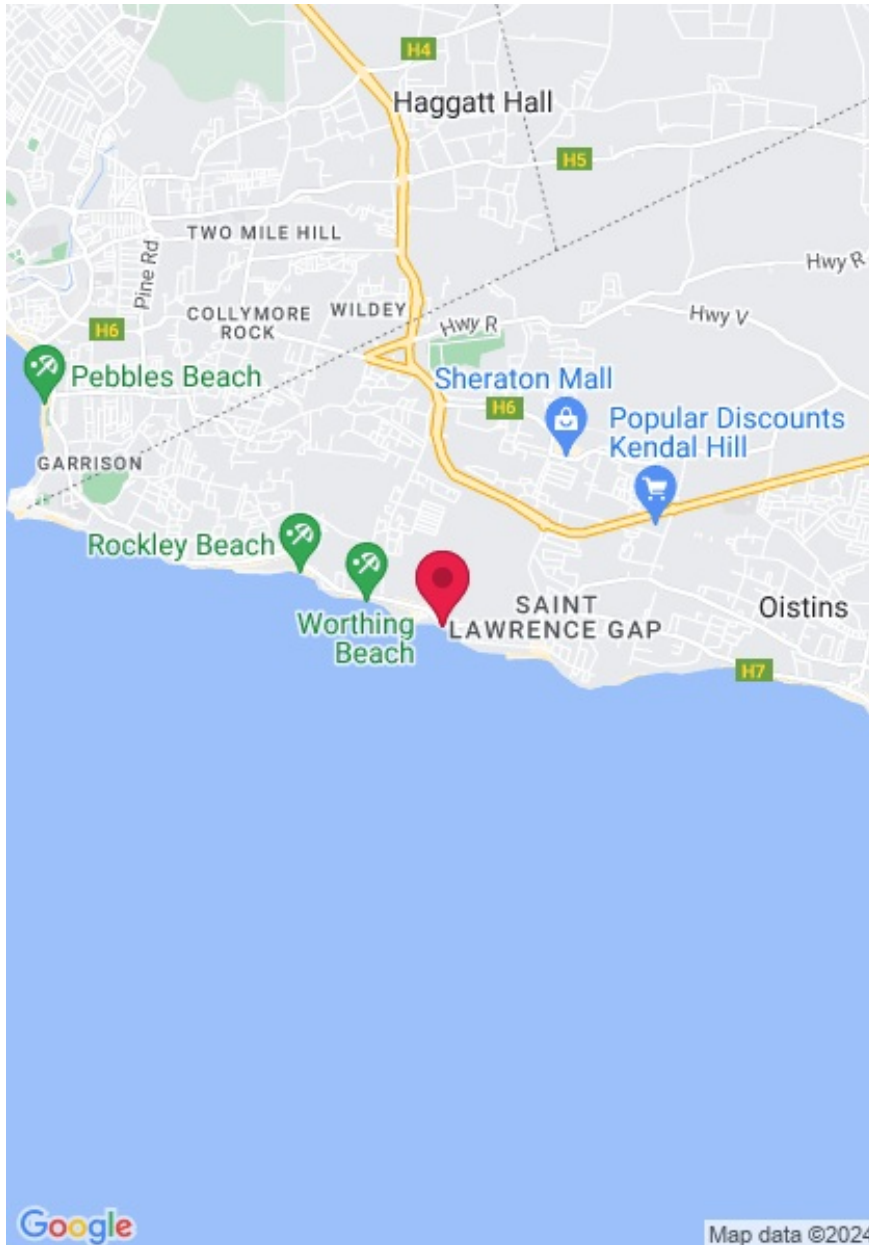 H4
Haggatt Hall
H5
TWO MILE HILL
Pine Rd
Hwy R
COLLYMORE
ROCK
WILDEY
Hwy R
Hwy V
H6
Pebbles Beach
Sheraton Mall
H6
Popular Discounts
Kendal Hill
GARRISON
Rockley Beach
Worthing
Beach
SAINT
LAWRENCE GAP
Oistins
H7
Google
Map data ©2024